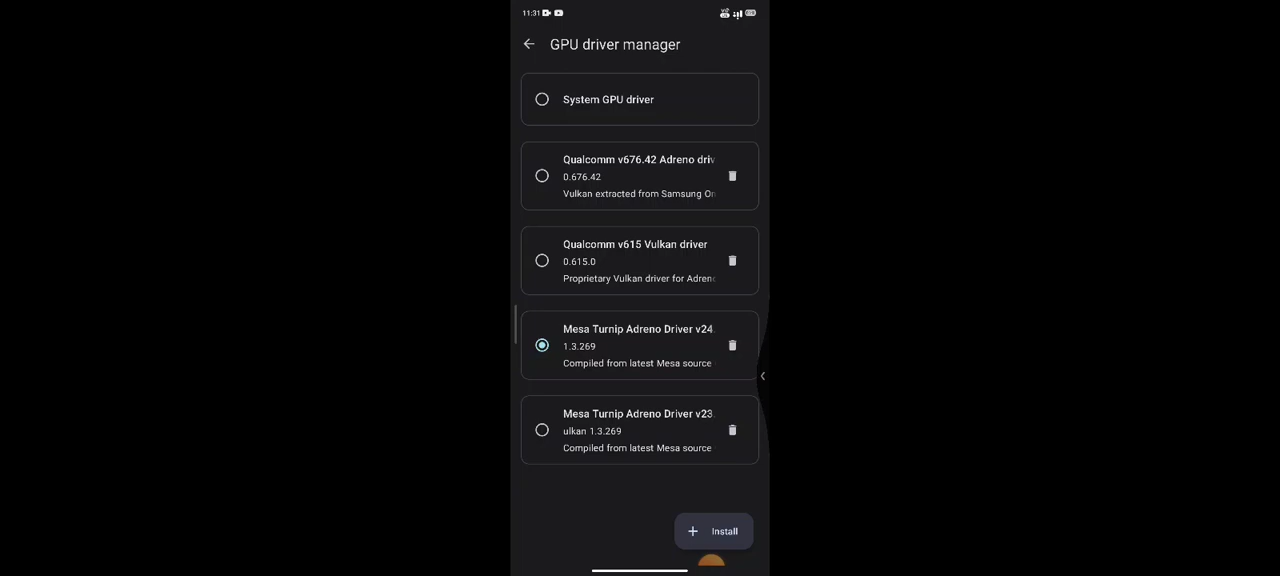 11:31
GPU driver manager
System GPU driver
Qualcomm v676.42 Adreno driv
0.676.42
Vulkan extracted from Samsung On
Qualcomm v615 Vulkan driver
0.615.0
Proprietary Vulkan driver for Adreno
Mesa Turnip Adreno Driver v24.
1.3.269
Compiled from latest Mesa source
Mesa Turnip Adreno Driver v23.
ulkan 1.3.269
Compiled from latest Mesa source
+ Install